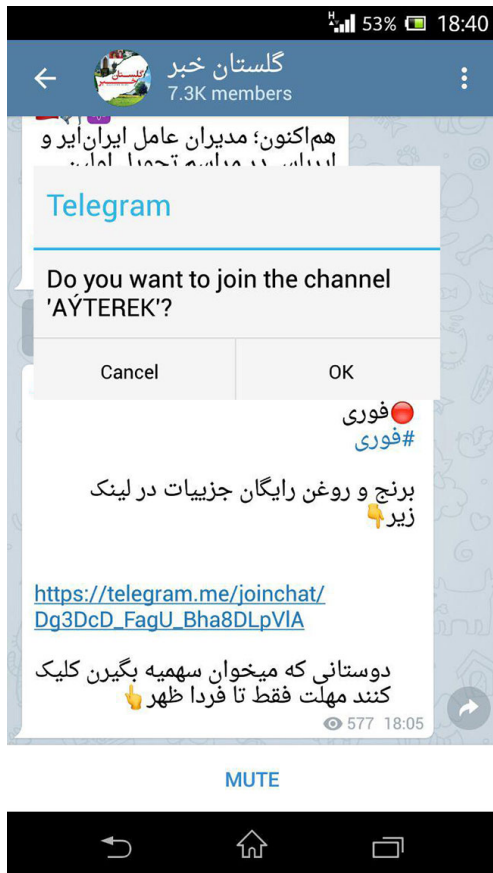 H 53% 18:40
گلستان خبر
7.3K members
هم‌اکنون؛ مدیران عامل ایران‌ایر و
Telegram
Do you want to join the channel
'AÝTEREK'?
Cancel OK
🔴فوری
#فوری
برنج و روغن رایگان جزییات در لینک
زیر👇
https://telegram.me/joinchat/
Dg3DcD_FagU_Bha8DLpVlA
دوستانی که میخوان سهمیه بگیرن کلیک
کنند مهلت فقط تا فردا ظهر👆
577 18:05
MUTE